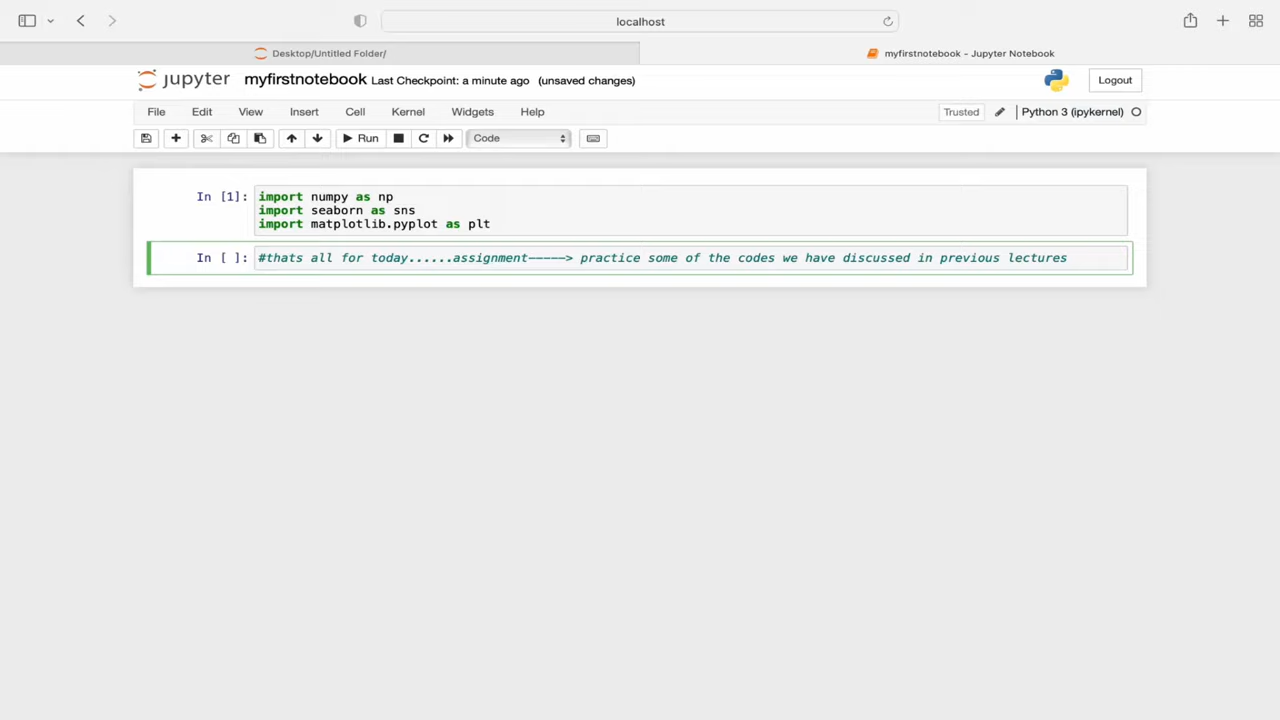 localhost
Desktop/Untitled Folder/
myfirstnotebook - Jupyter Notebook
jupyter myfirstnotebook Last Checkpoint: a minute ago (unsaved changes)
Logout
File Edit View Insert Cell Kernel Widgets Help
Trusted Python 3 (ipykernel)
Run Code
In [1]: import numpy as np
import seaborn as sns
import matplotlib.pyplot as plt
In [ ]: #thats all for today......assignment-----> practice some of the codes we have discussed in previous lectures